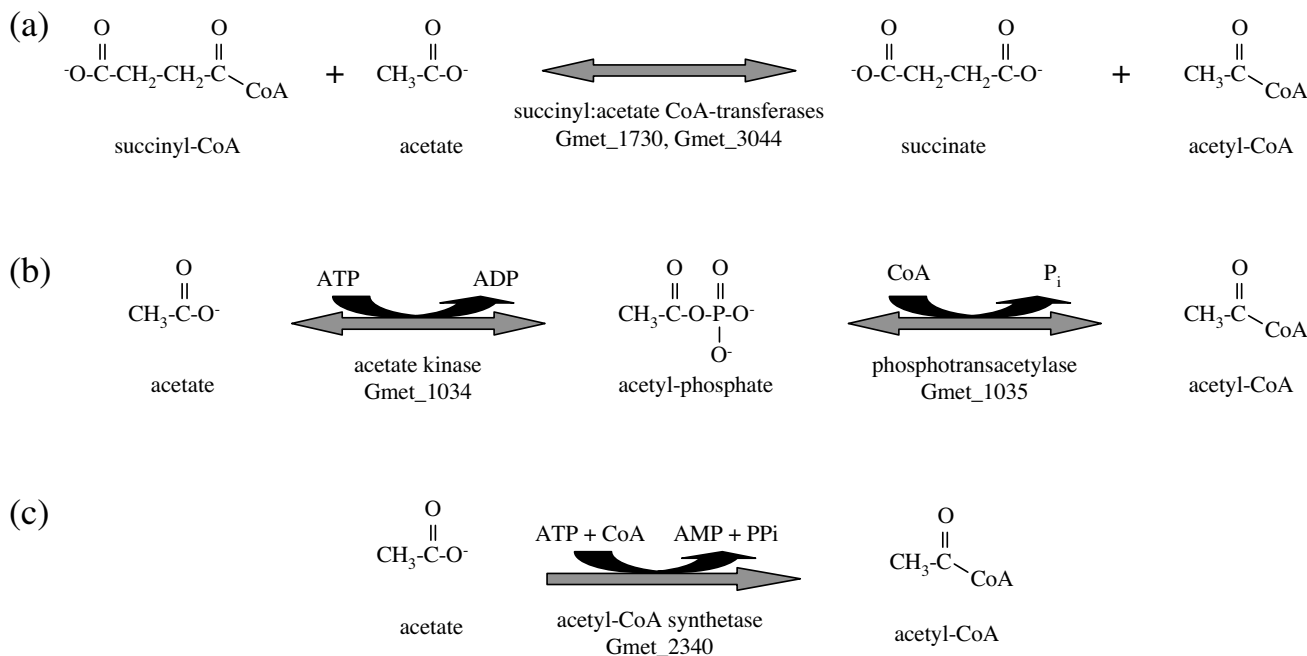 (a)
O O O O O O
⁻O-C-CH₂-CH₂-C CoA + CH₃-C-O⁻ ⁻O-C-CH₂-CH₂-C-O⁻ + CH₃-C CoA
succinyl:acetate CoA-transferases
Gmet_1730, Gmet_3044
succinyl-CoA acetate succinate acetyl-CoA
(b)
O ATP ADP O O CoA Pᵢ O
CH₃-C-O⁻ CH₃-C-O-P-O⁻ CH₃-C CoA
O⁻
acetate kinase phosphotransacetylase
acetate Gmet_1034 acetyl-phosphate Gmet_1035 acetyl-CoA
(c)
O ATP + CoA AMP + PPi O
CH₃-C-O⁻ CH₃-C CoA
acetate acetyl-CoA synthetase acetyl-CoA
Gmet_2340